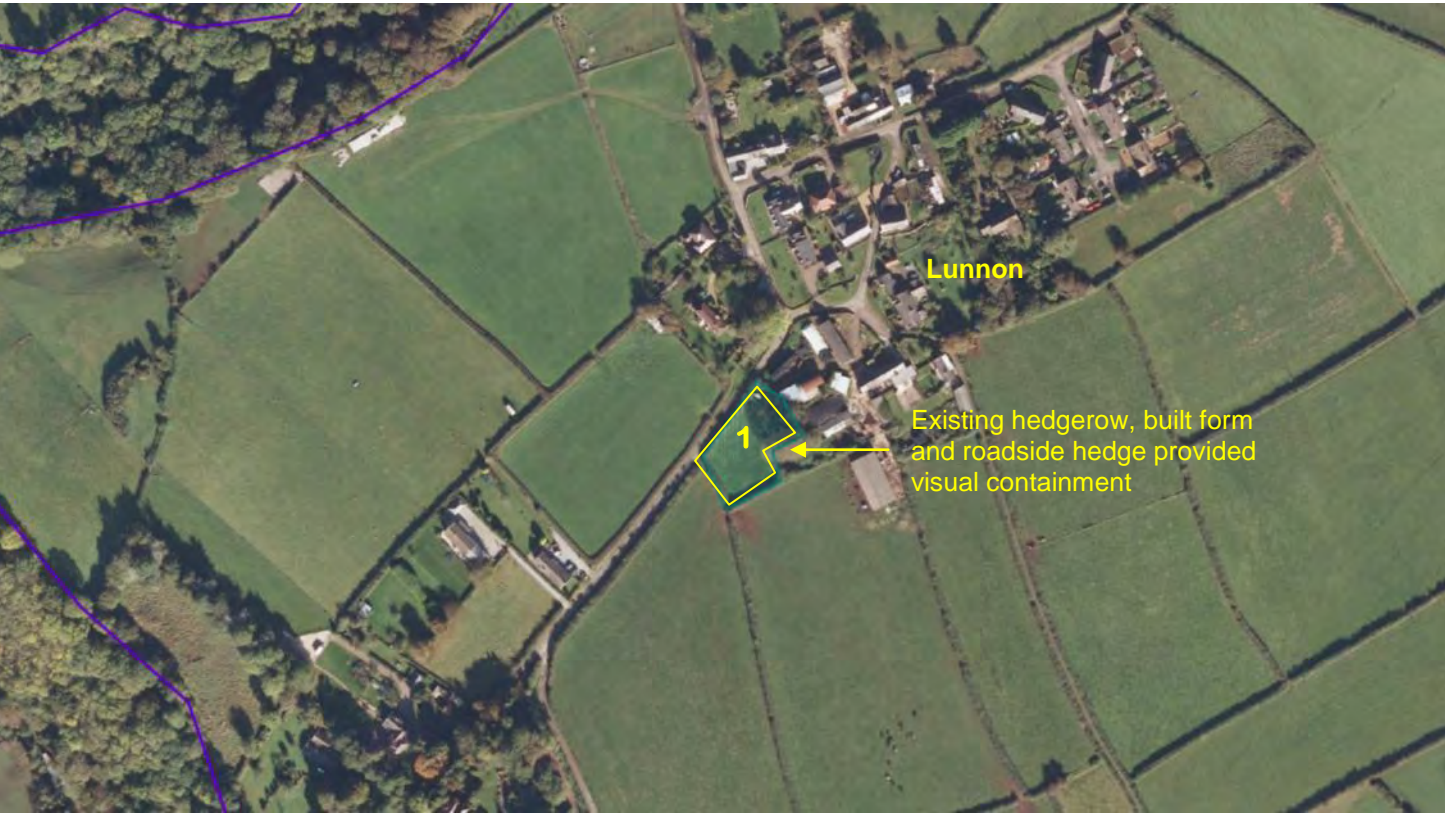 Lunnon
1
Existing hedgerow, built form
and roadside hedge provided
visual containment